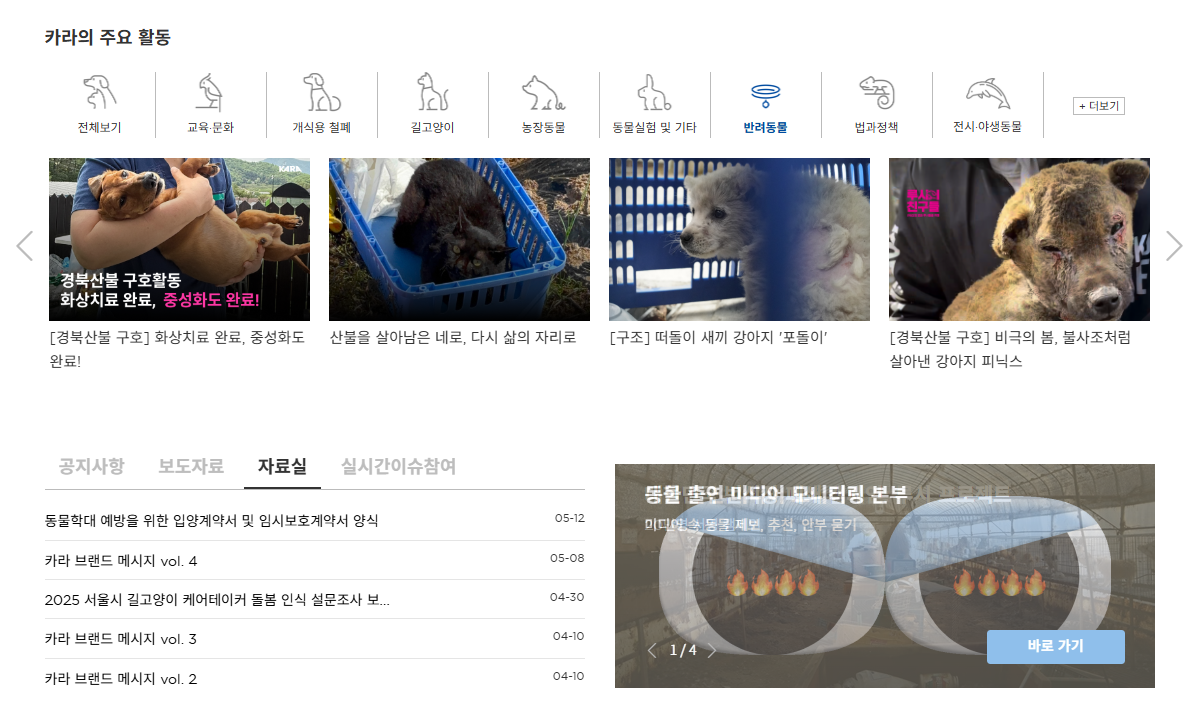 카라의 주요 활동
전체보기
교육·문화
개식용 철폐
길고양이
농장동물
동물실험 및 기타
반려동물
법과정책
전시·야생동물
+ 더보기
KARA
경북산불 구호활동
화상치료 완료, 중성화도 완료!
[경북산불 구호] 화상치료 완료, 중성화도
완료!
산불을 살아남은 네로, 다시 삶의 자리로
[구조] 떠돌이 새끼 강아지 '포돌이'
[경북산불 구호] 비극의 봄, 불사조처럼
살아낸 강아지 피닉스
공지사항
보도자료
자료실
실시간이슈참여
동물학대 예방을 위한 입양계약서 및 임시보호계약서 양식
05-12
카라 브랜드 메시지 vol. 4
05-08
2025 서울시 길고양이 케어테이커 돌봄 인식 설문조사 보...
04-30
카라 브랜드 메시지 vol. 3
04-10
카라 브랜드 메시지 vol. 2
04-10
동물 출연 미디어 모니터링 본부
미디어 속 동물 제보, 추천, 안부 묻기
1 / 4
바로 가기